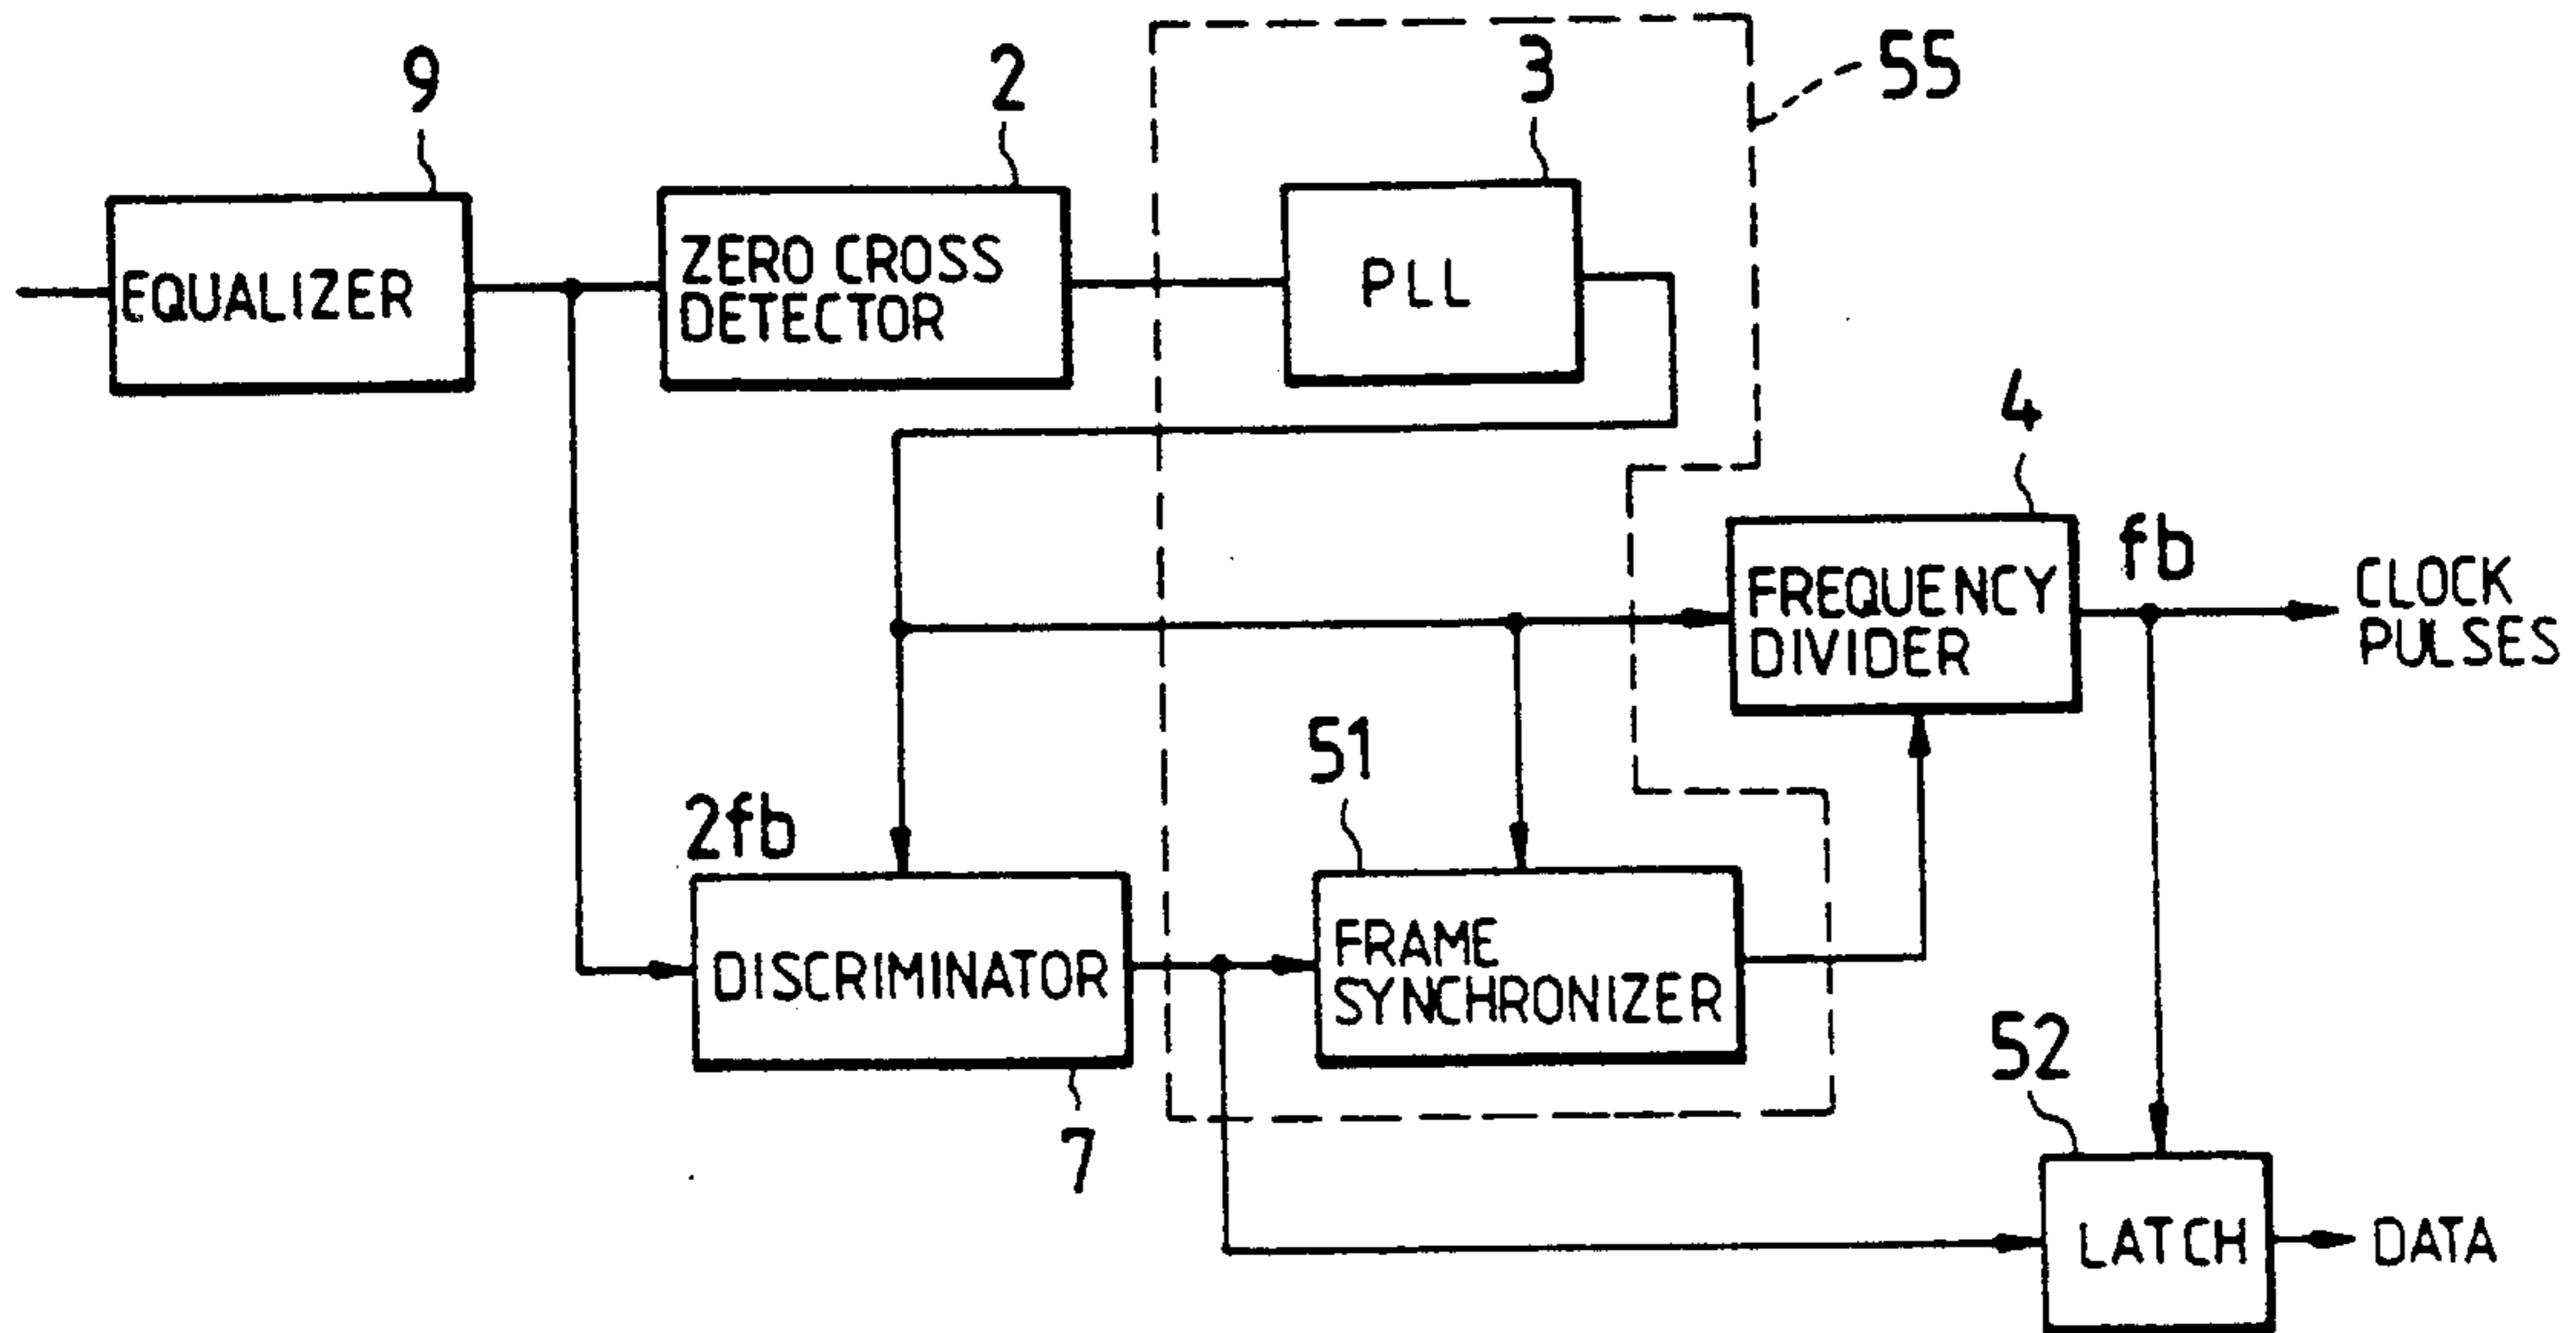 9
2
3
55
EQUALIZER
ZERO CROSS
DETECTOR
PLL
4
fb
FREQUENCY
DIVIDER
CLOCK
PULSES
51
2fb
DISCRIMINATOR
FRAME
SYNCHRONIZER
7
52
LATCH
DATA